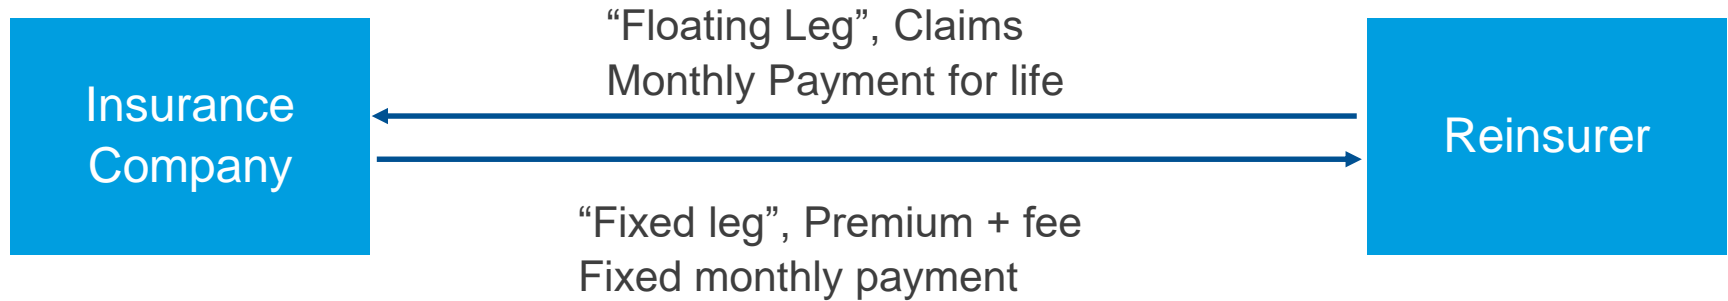 Insurance
Company
“Floating Leg”, Claims
Monthly Payment for life
“Fixed leg”, Premium + fee
Fixed monthly payment
Reinsurer